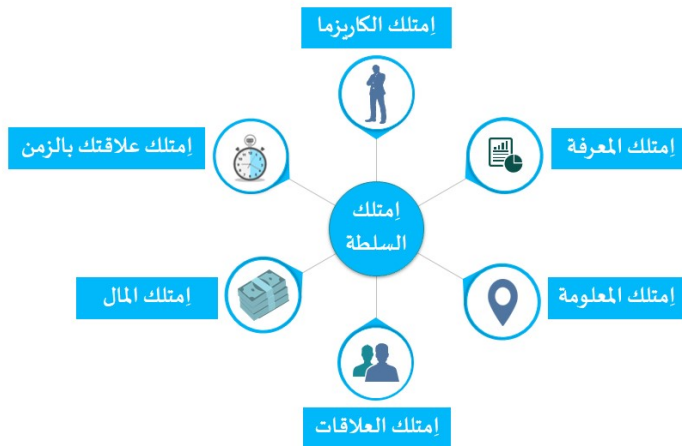 إمتلك الكاريزما
إمتلك المعرفة
إمتلك علاقتك بالزمن
إمتلك
السلطة
إمتلك المعلومة
إمتلك المال
إمتلك العلاقات